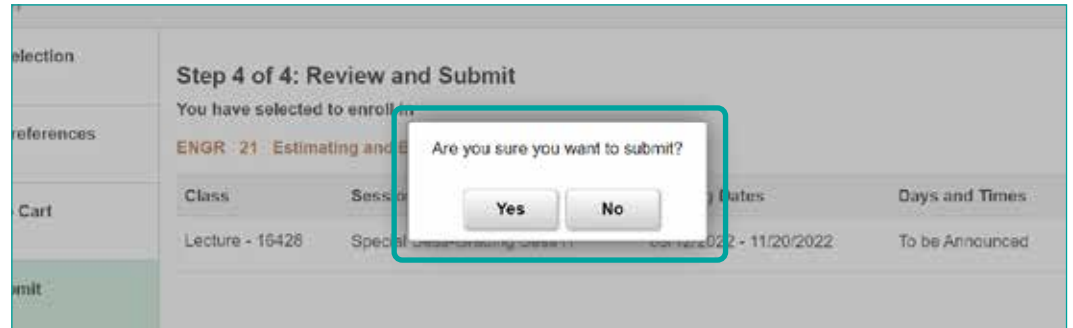 election
Step 4 of 4: Review and Submit
You have selected to enroll in
references
ENGR 21 Estimating and
Are you sure you want to submit?
Yes No
Class Dates Days and Times
Cart
Lecture - 16428 11/20/2022 To be Announced
mit